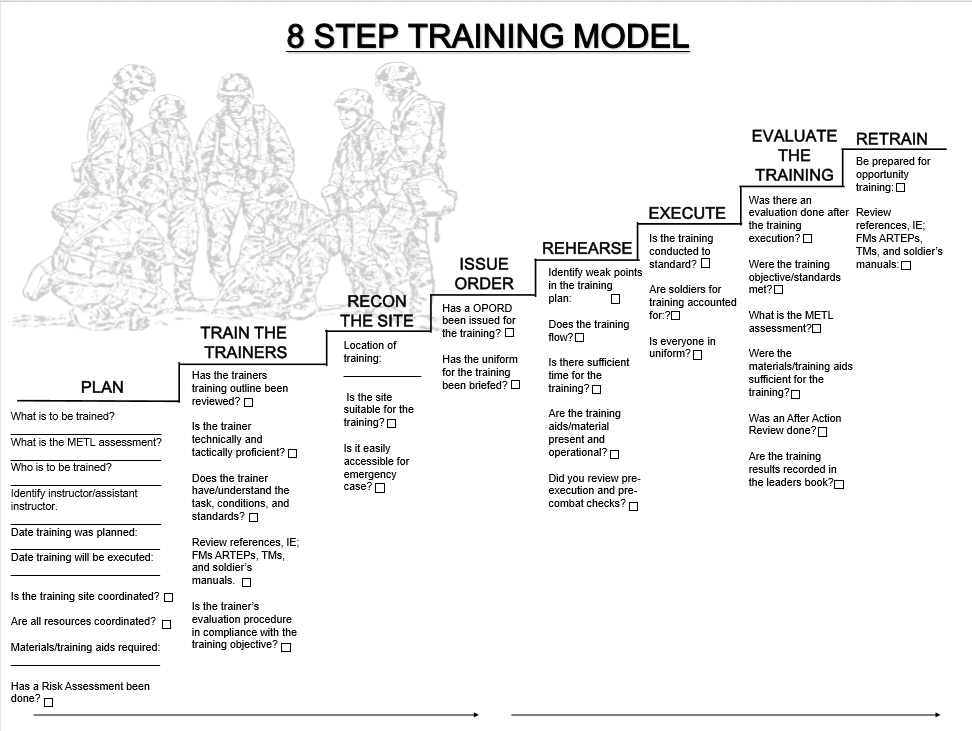 8 STEP TRAINING MODEL
PLAN
What is to be trained?
What is the METL assessment?
Who is to be trained?
Identify instructor/assistant
instructor.
Date training was planned:
Date training will be executed:
Is the training site coordinated?
Are all resources coordinated?
Materials/training aids required:
Has a Risk Assessment been
done?
TRAIN THE
TRAINERS
Has the trainers
training outline been
reviewed?
Is the trainer
technically and
tactically proficient?
Does the trainer
have/understand the
task, conditions, and
standards?
Review references, IE;
FMs ARTEPs, TMs,
and soldier's
manuals.
Is the trainer's
evaluation procedure
in compliance with the
training objective?
RECON
THE SITE
Location of
training:
Is the site
suitable for the
training?
Is it easily
accessible for
emergency
case?
ISSUE
ORDER
Has a OPORD
been issued for
the training?
Has the uniform
for the training
been briefed?
REHEARSE
Identify weak points
in the training
plan:
Does the training
flow?
Is there sufficient
time for the
training?
Are the training
aids/material
present and
operational?
Did you review pre-
execution and pre-
combat checks?
EXECUTE
Is the training
conducted to
standard?
Are soldiers for
training accounted
for:?
Is everyone in
uniform?
EVALUATE
THE
TRAINING
Was there an
evaluation done after
the training
execution?
Were the training
objective/standards
met?
What is the METL
assessment?
Were the
materials/training aids
sufficient for the
training?
Was an After Action
Review done?
Are the training
results recorded in
the leaders book?
RETRAIN
Be prepared for
opportunity
training:
Review
references, IE;
FMs ARTEPs,
TMs, and soldier's
manuals: